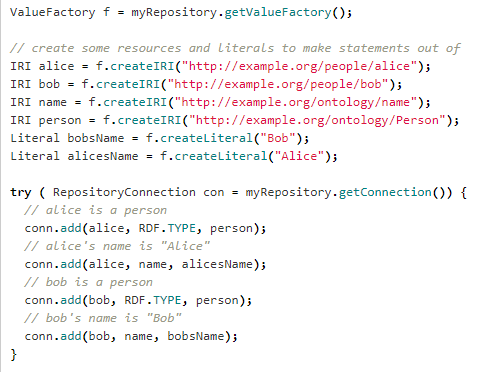 ValueFactory f = myRepository.getValueFactory();
// create some resources and literals to make statements out of
IRI alice = f.createIRI("http://example.org/people/alice");
IRI bob = f.createIRI("http://example.org/people/bob");
IRI name = f.createIRI("http://example.org/ontology/name");
IRI person = f.createIRI("http://example.org/ontology/Person");
Literal bobsName = f.createLiteral("Bob");
Literal alicesName = f.createLiteral("Alice");
try ( RepositoryConnection con = myRepository.getConnection()) {
// alice is a person
conn.add(alice, RDF.TYPE, person);
// alice's name is "Alice"
conn.add(alice, name, alicesName);
// bob is a person
conn.add(bob, RDF.TYPE, person);
// bob's name is "Bob"
conn.add(bob, name, bobsName);
}